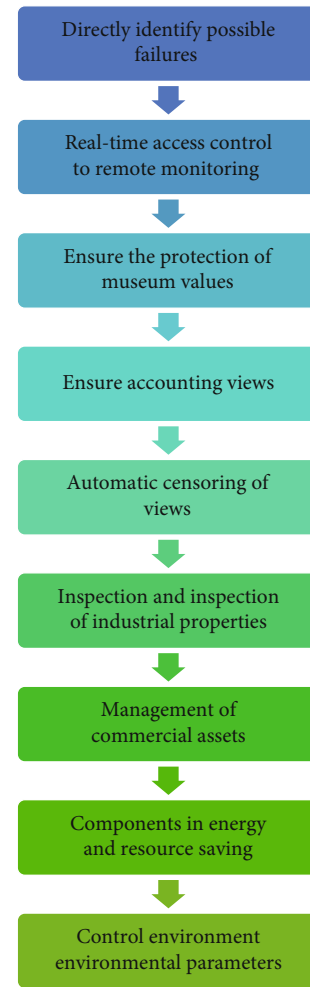 Directly identify possible
failures
Real-time access control
to remote monitoring
Ensure the protection of
museum values
Ensure accounting views
Automatic censoring of
views
Inspection and inspection
of industrial properties
Management of
commercial assets
Components in energy
and resource saving
Control environment
environmental parameters